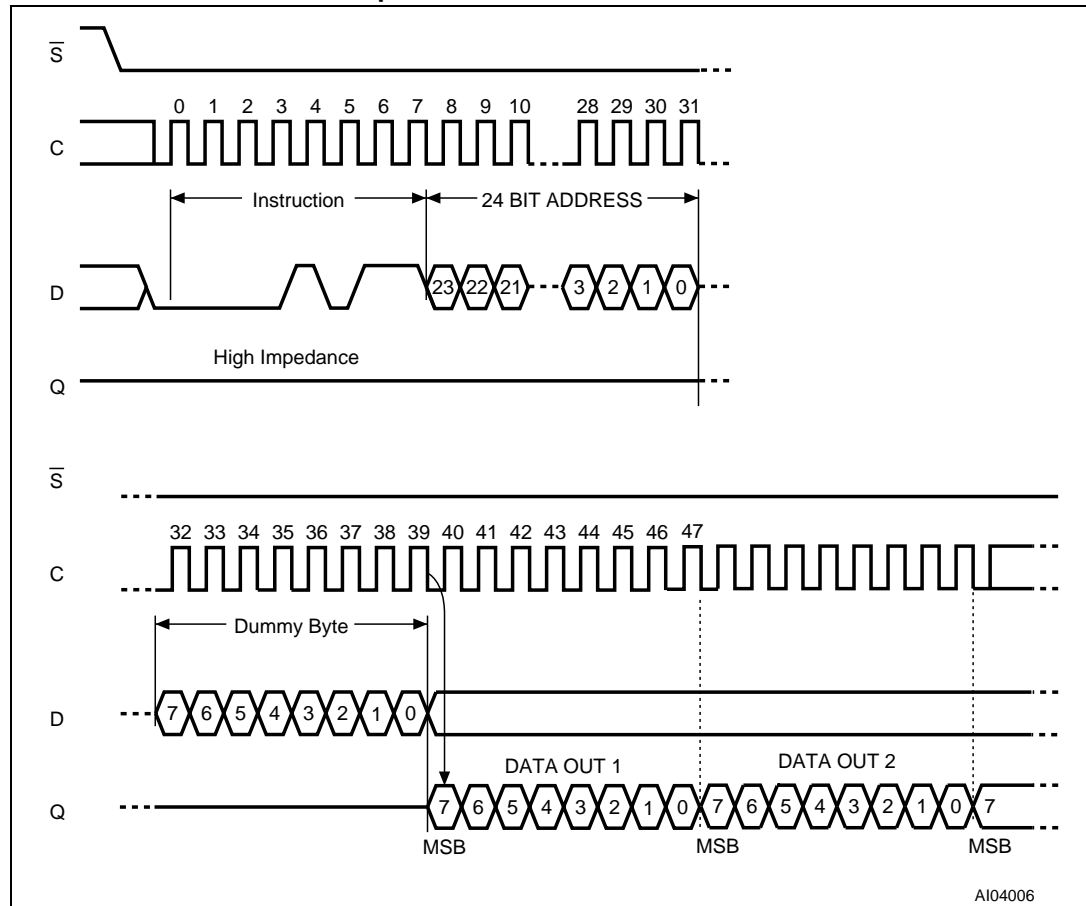 S̅
0 1 2 3 4 5 6 7 8 9 10 28 29 30 31
C
Instruction 24 BIT ADDRESS
D 23 22 21 3 2 1 0
High Impedance
Q
S̅
32 33 34 35 36 37 38 39 40 41 42 43 44 45 46 47
C
Dummy Byte
D 7 6 5 4 3 2 1 0
DATA OUT 1 DATA OUT 2
Q 7 6 5 4 3 2 1 0 7 6 5 4 3 2 1 0 7
MSB MSB MSB
AI04006